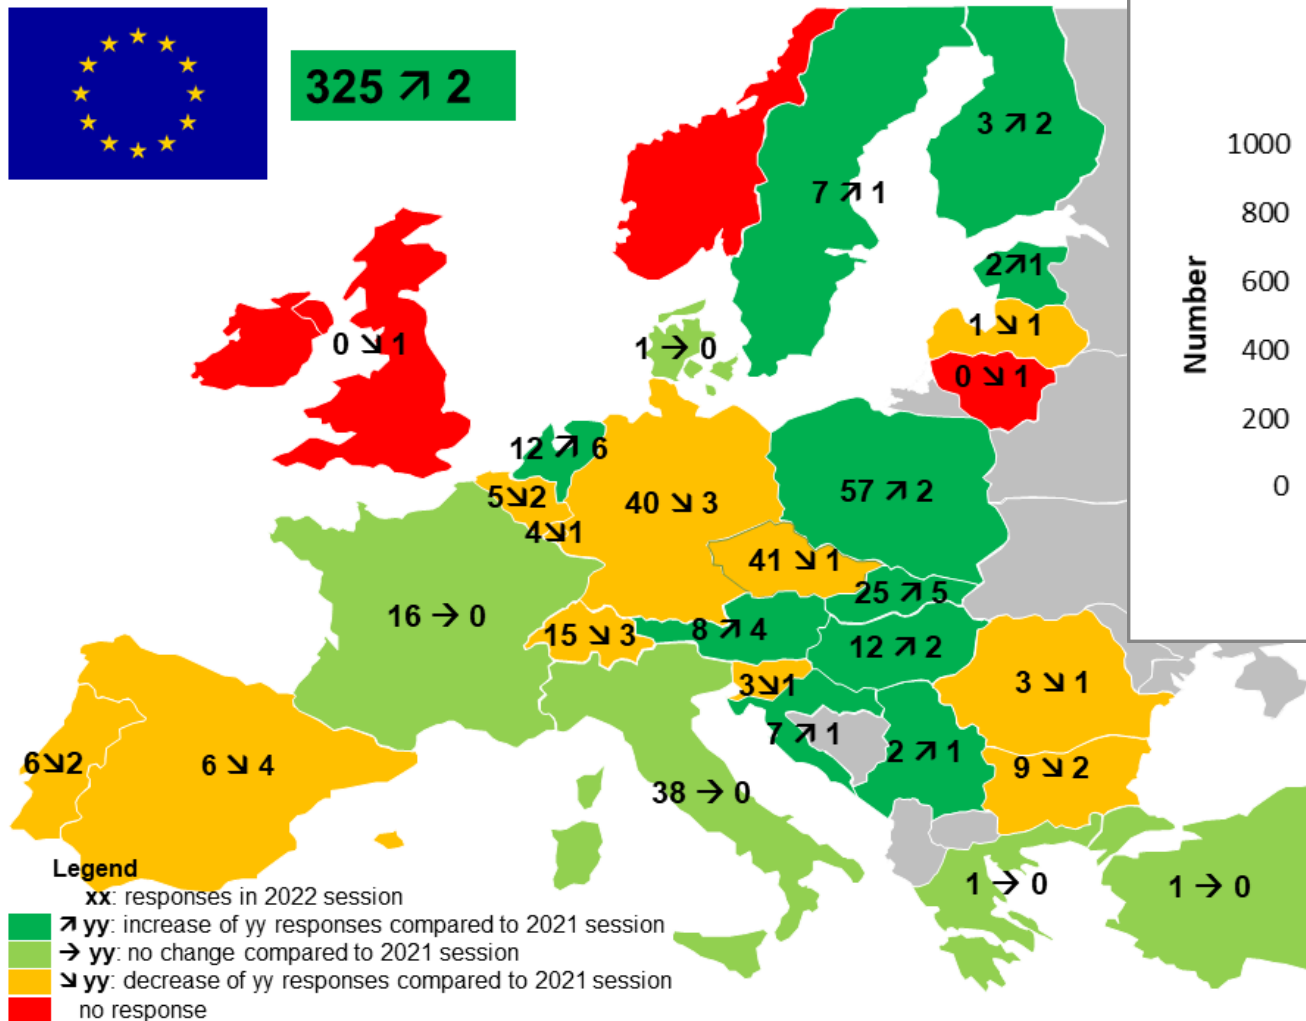 325 ↗ 2
3 ↗ 2
1000
7 ↗ 1
800
2↗1
Number
600
1 ↘ 1
0 ↘ 1
1 → 0
400
0 ↘ 1
200
12 ↗ 6
5↘2
40 ↘ 3
57 ↗ 2
0
4↘1
41 ↘ 1
25 ↗ 5
16 → 0
15 ↘ 3
8 ↗ 4
12 ↗ 2
3↘1
3 ↘ 1
7 ↗ 1
2 ↗ 1
6↘2
6 ↘ 4
9 ↘ 2
38 → 0
1 → 0
1 → 0
Legend
xx: responses in 2022 session
↗ yy: increase of yy responses compared to 2021 session
→ yy: no change compared to 2021 session
↘ yy: decrease of yy responses compared to 2021 session
no response